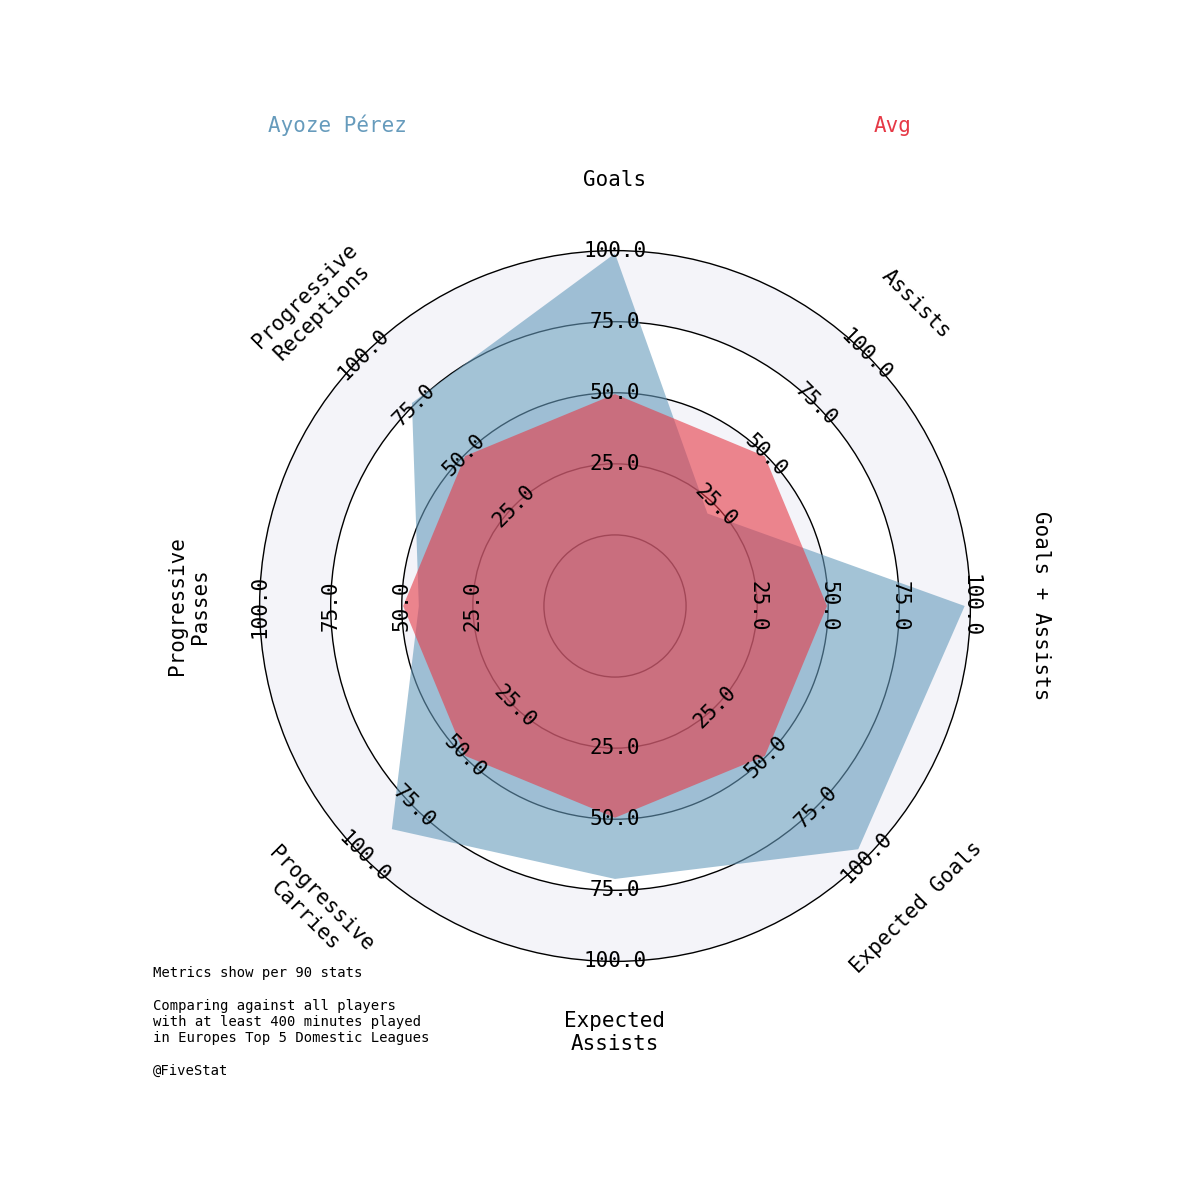 Ayoze Pérez
Avg
Goals
Assists
Goals + Assists
Expected Goals
Expected
Assists
Progressive
Carries
Progressive
Passes
Progressive
Receptions
25.0
50.0
75.0
100.0
25.0
50.0
75.0
100.0
25.0
50.0
75.0
100.0
25.0
50.0
75.0
100.0
25.0
50.0
75.0
100.0
25.0
50.0
75.0
100.0
25.0
50.0
75.0
100.0
25.0
50.0
75.0
100.0
Metrics show per 90 stats
Comparing against all players
with at least 400 minutes played
in Europes Top 5 Domestic Leagues
@FiveStat